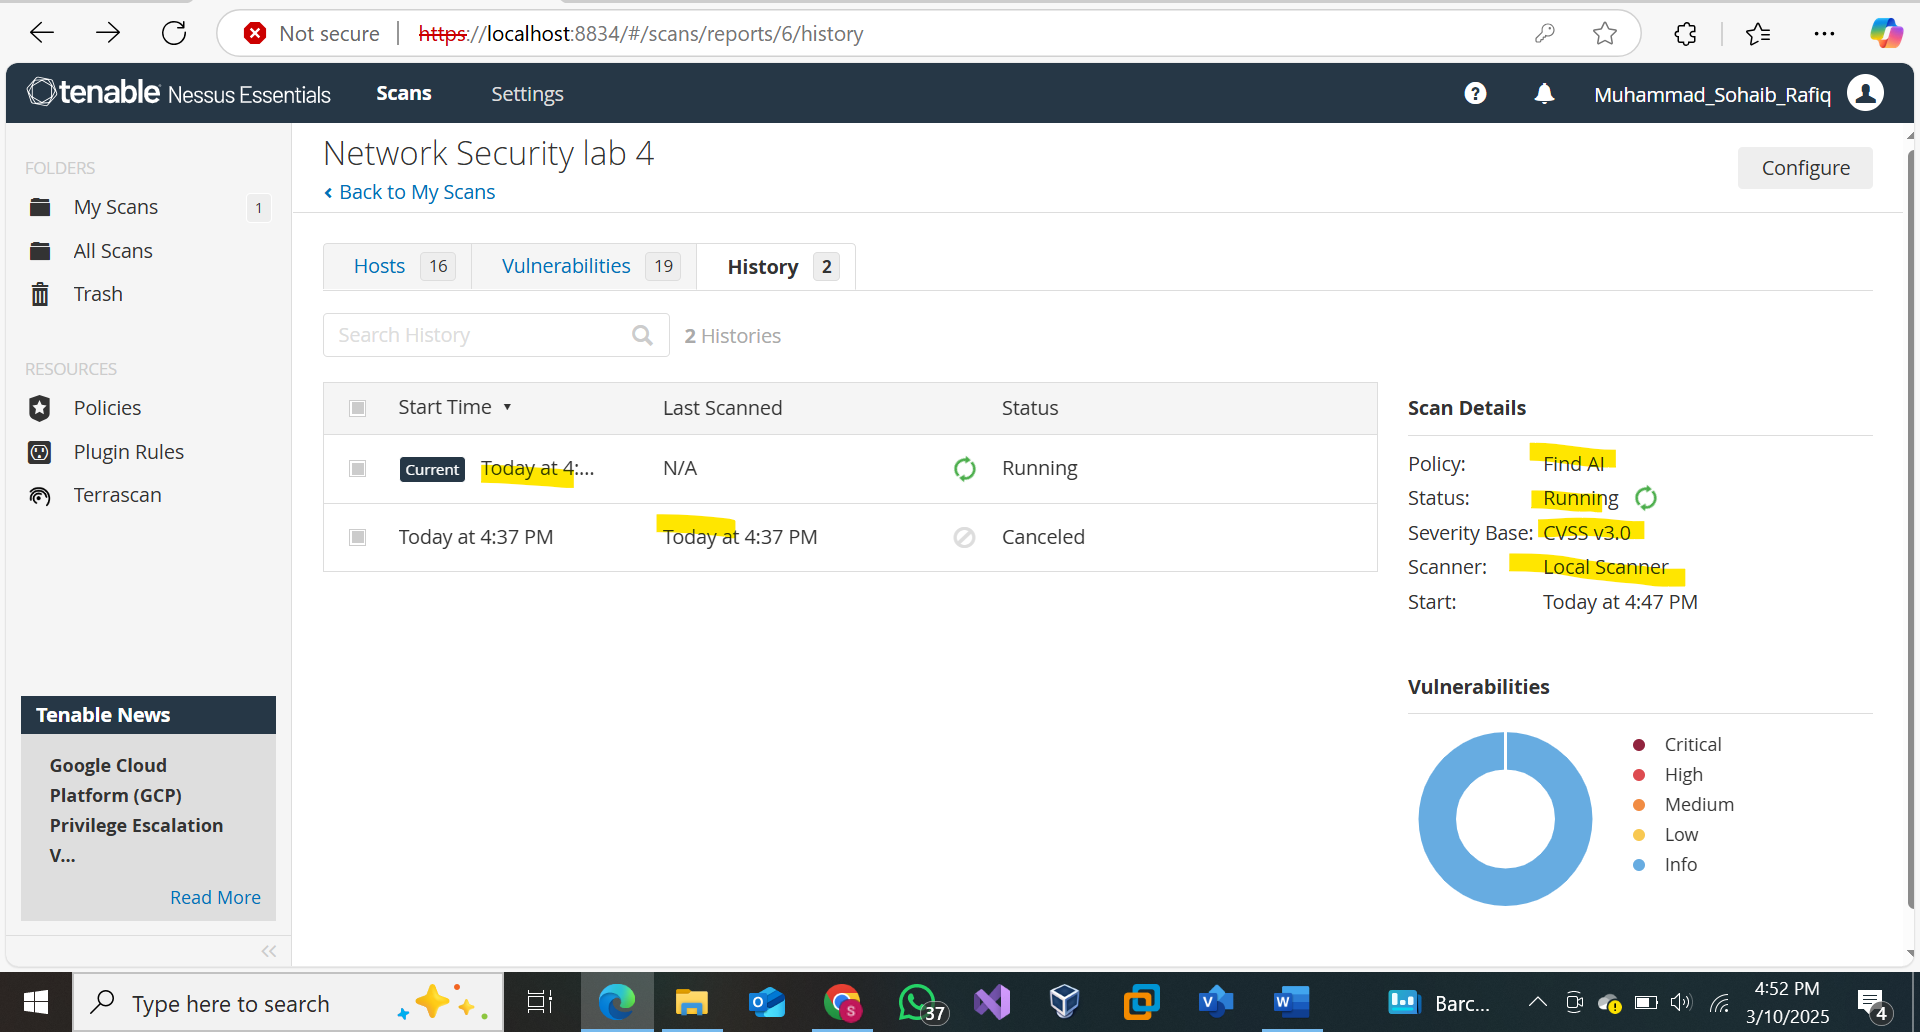 Not secure https://localhost:8834/#/scans/reports/6/history
tenable Nessus Essentials Scans Settings ? Muhammad_Sohaib_Rafiq
FOLDERS
My Scans 1
All Scans
Trash
RESOURCES
Policies
Plugin Rules
Terrascan
Tenable News
Google Cloud
Platform (GCP)
Privilege Escalation
V...
Read More
Network Security lab 4
Back to My Scans
Configure
Hosts 16 Vulnerabilities 19 History 2
Search History 2 Histories
Start Time Last Scanned Status
Current Today at 4:... N/A Running
Today at 4:37 PM Today at 4:37 PM Canceled
Scan Details
Policy: Find AI
Status: Running
Severity Base: CVSS v3.0
Scanner: Local Scanner
Start: Today at 4:47 PM
Vulnerabilities
Critical
High
Medium
Low
Info
Type here to search 37 Barc... 4:52 PM
3/10/2025 4